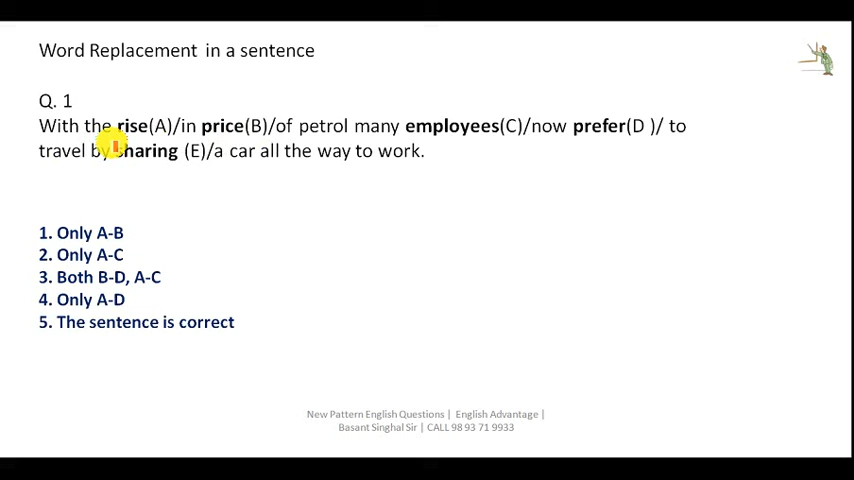 Word Replacement in a sentence
Q. 1
With the rise(A)/in price(B)/of petrol many employees(C)/now prefer(D )/ to
travel by sharing (E)/a car all the way to work.
1. Only A-B
2. Only A-C
3. Both B-D, A-C
4. Only A-D
5. The sentence is correct
New Pattern English Questions | English Advantage |
Basant Singhal Sir | CALL 98 93 71 9933